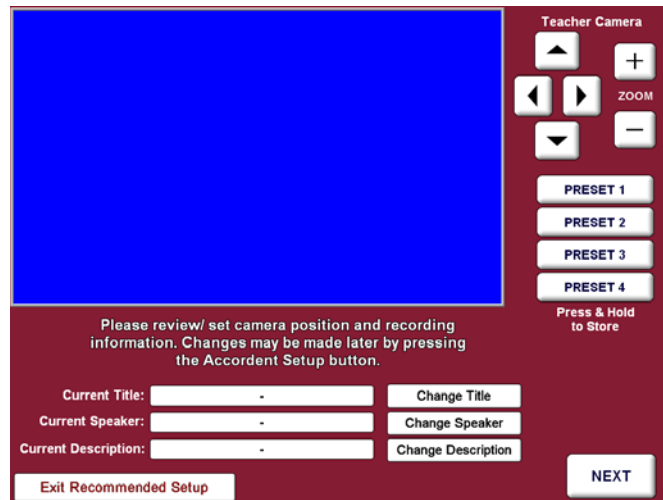 Teacher Camera
+
ZOOM
−
PRESET 1
PRESET 2
PRESET 3
PRESET 4
Press & Hold
to Store
Please review/ set camera position and recording
information. Changes may be made later by pressing
the Accordent Setup button.
Current Title: - Change Title
Current Speaker: - Change Speaker
Current Description: - Change Description
Exit Recommended Setup
NEXT